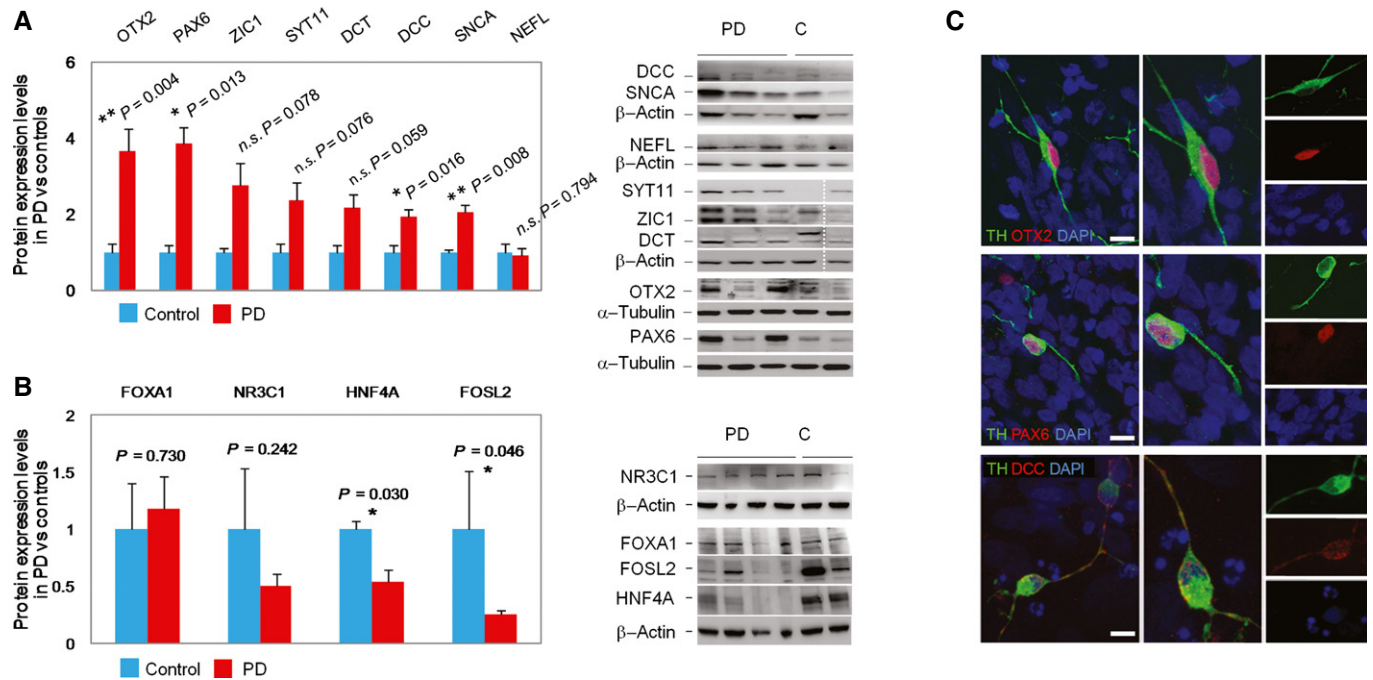 A
OTX2 PAX6 ZIC1 SYT11 DCT DCC SNCA NEFL
Protein expression levels
in PD vs controls
6
4
2
0
** P = 0.004
* P = 0.013
n.s. P = 0.078
n.s. P = 0.076
n.s. P = 0.059
* P = 0.016
** P = 0.008
n.s. P = 0.794
Control PD
PD C
DCC
SNCA
β–Actin
NEFL
β–Actin
SYT11
ZIC1
DCT
β–Actin
OTX2
α–Tubulin
PAX6
α–Tubulin
B
FOXA1 NR3C1 HNF4A FOSL2
Protein expression levels
in PD vs controls
2
1.5
1
0.5
0
P = 0.730
P = 0.242
P = 0.030
*
P = 0.046
*
Control PD
PD C
NR3C1
β–Actin
FOXA1
FOSL2
HNF4A
β–Actin
C
TH OTX2 DAPI
TH PAX6 DAPI
TH DCC DAPI